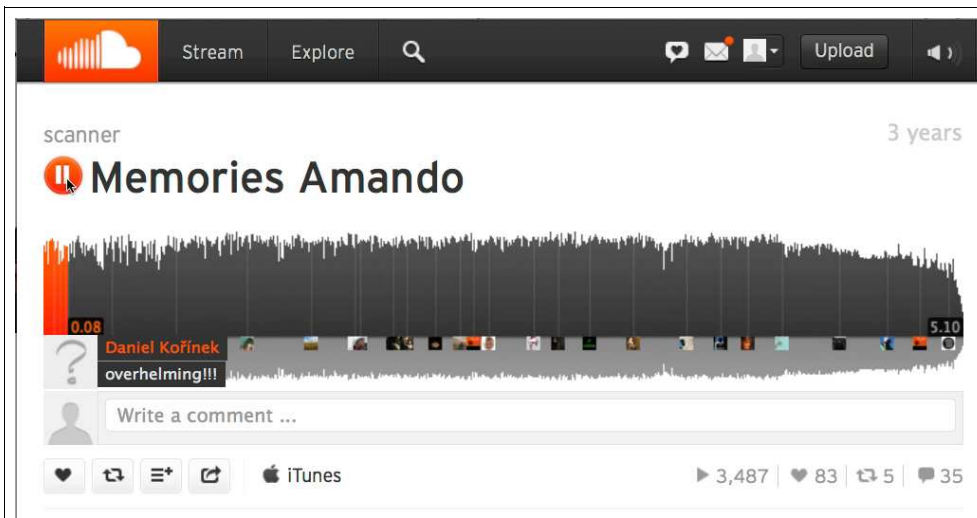 Stream Explore Upload
scanner 3 years
Memories Amando
0.08 5.10
Daniel Kořínek
overhelming!!!
Write a comment ...
iTunes 3,487 83 5 35